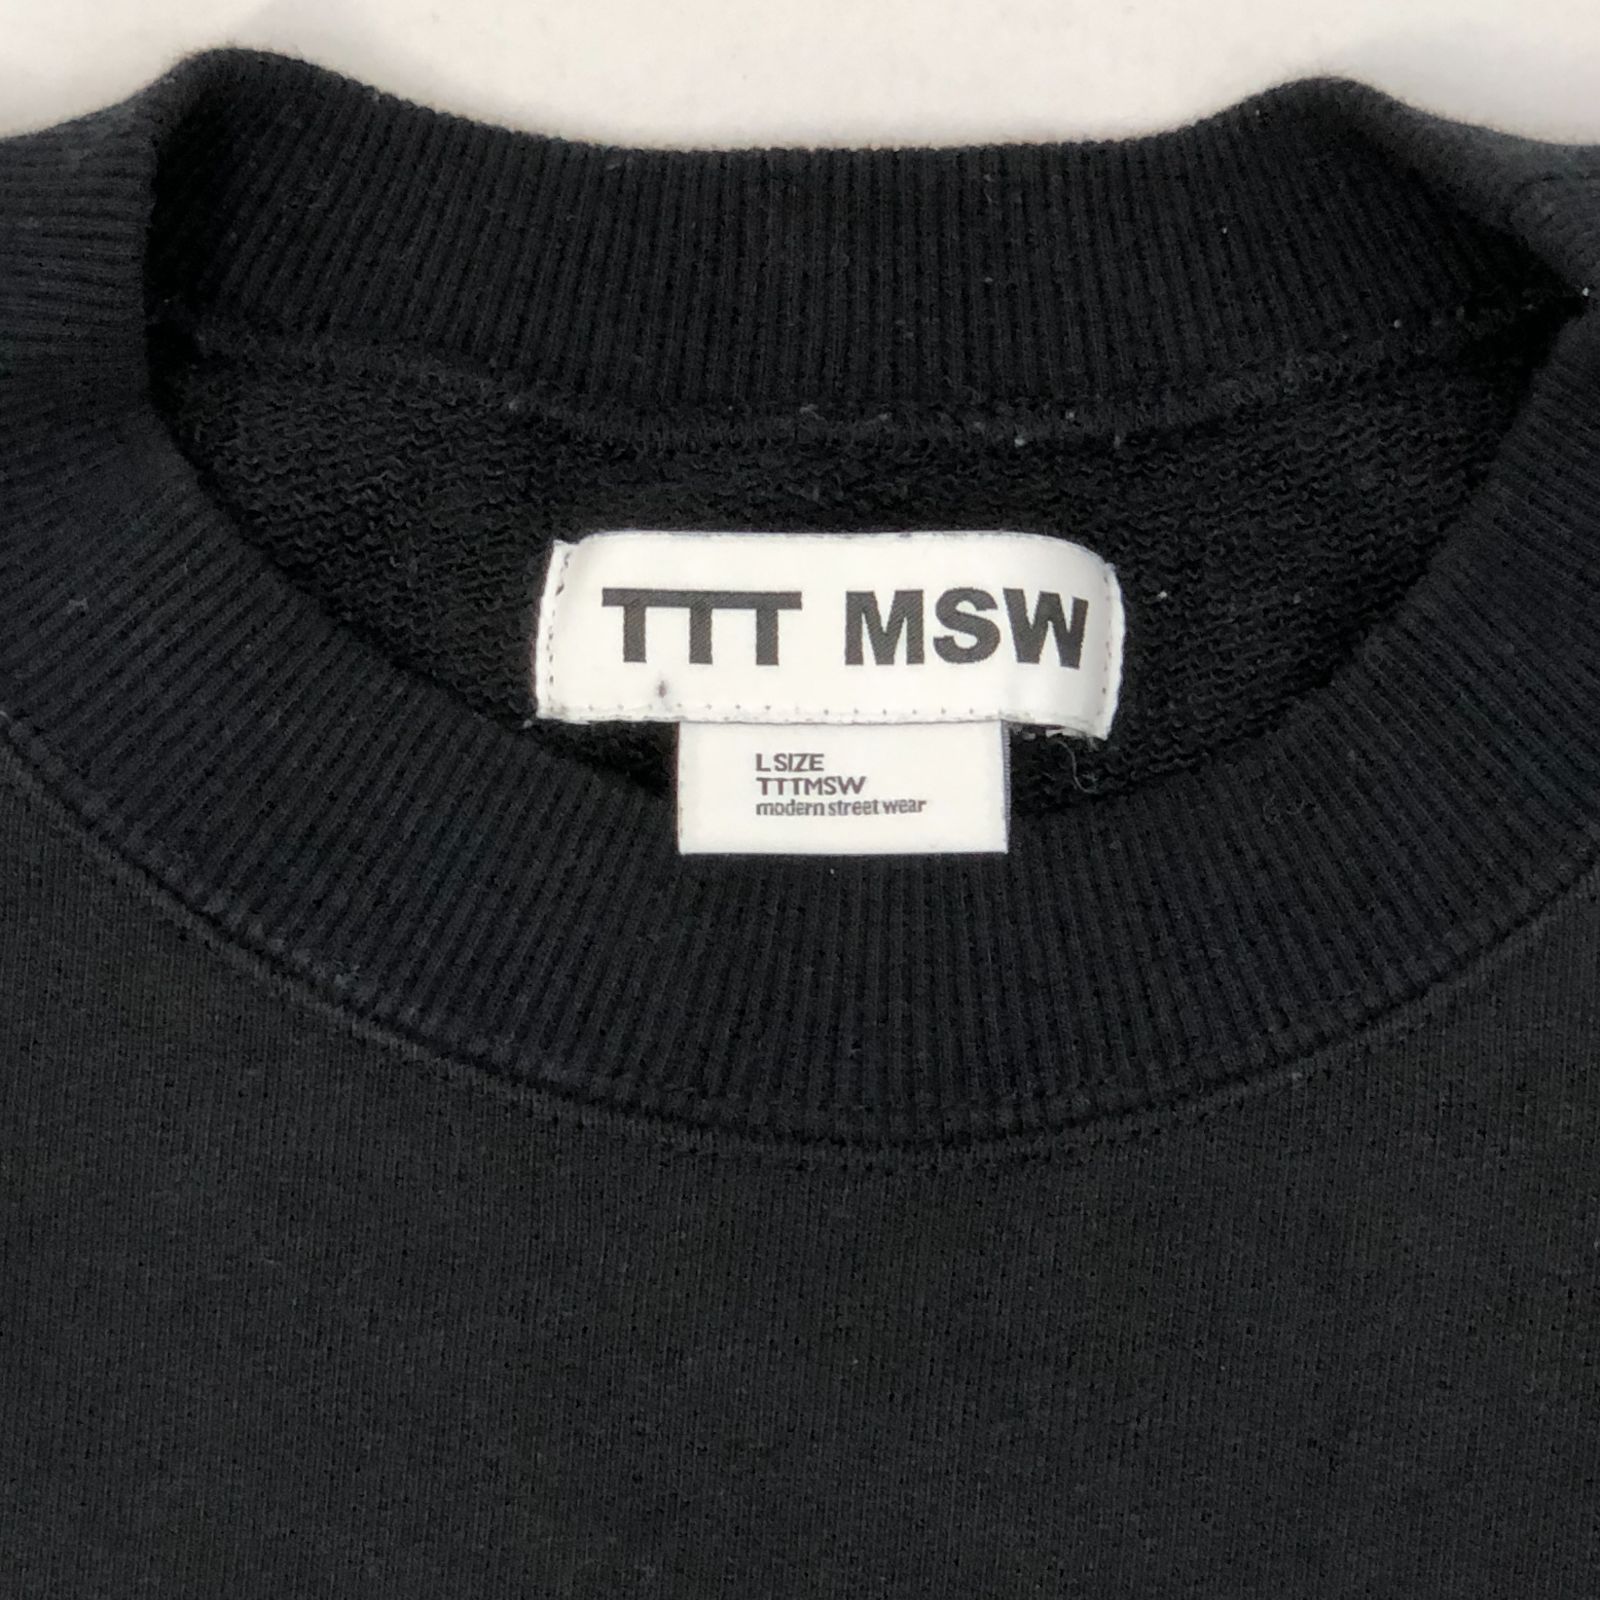 TTT MSW
L SIZE
TTTMSW
modern street wear